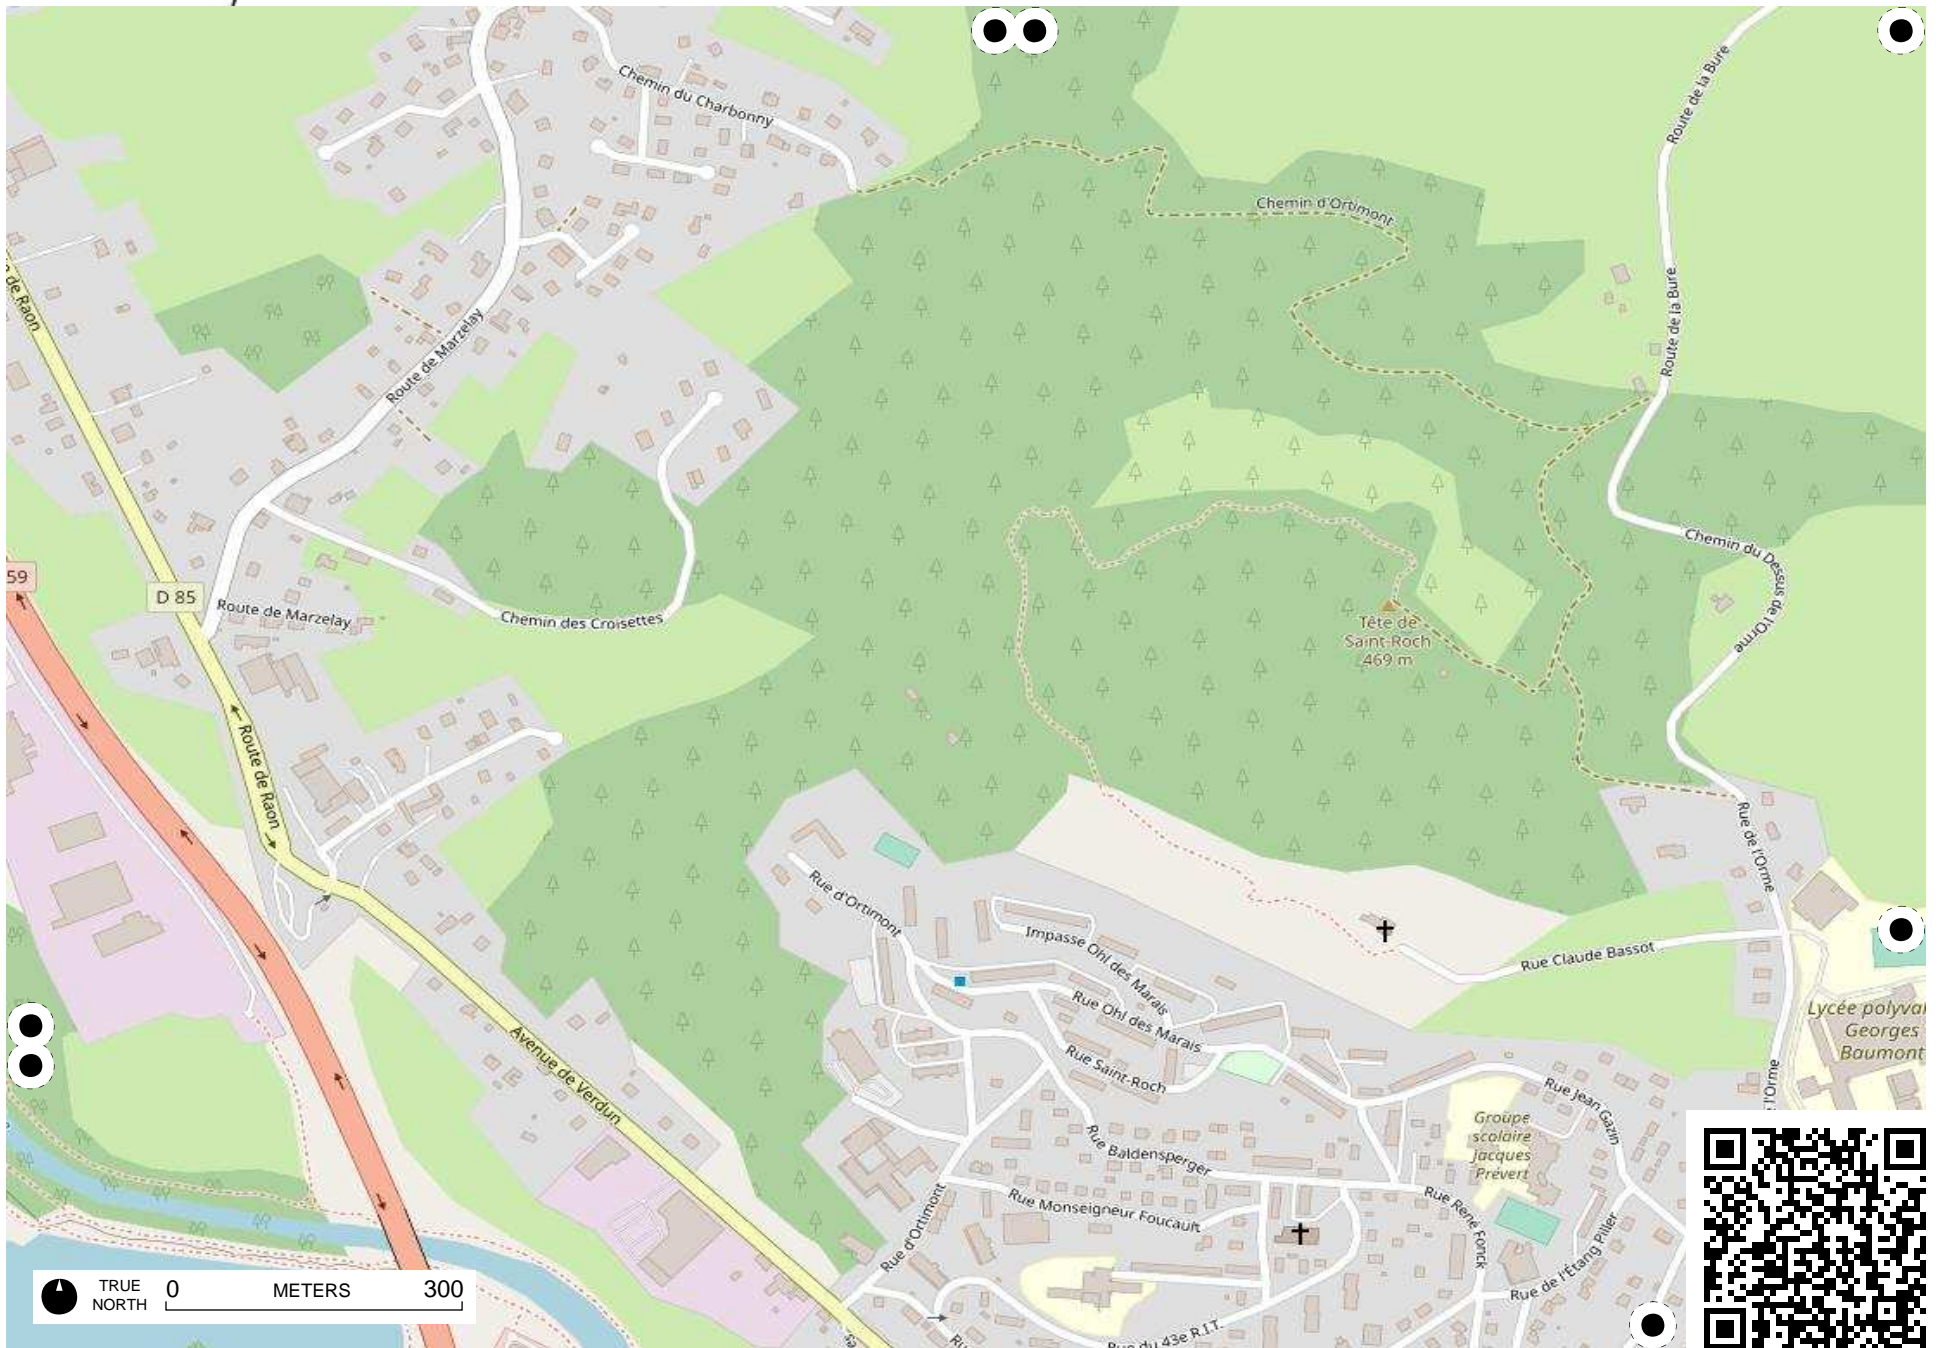 Chemin du Charbonny
Route de la Bure
Chemin d'Ortimont
Route de la Bure
de Raon
Route de Marzelay
Chemin du Dessus de l'Orme
59
D 85
Route de Marzelay
Chemin des Croisettes
Tête de
Saint-Roch
469 m
Route de Raon
Rue de l'Orme
Rue d'Ortimont
Impasse Ohl des Marais
Rue Claude Bassot
Rue Ohl des Marais
Lycée polyva
Georges
Baumont
Avenue de Verdun
Rue Saint-Roch
Rue Jean Gazin
l'Orme
Groupe
scolaire
Jacques
Prévert
Rue Baldensperger
Rue Monseigneur Foucault
Rue René Fonck
Rue d'Ortimont
Rue de l'Étang Piller
Rue du 43e R.I.T.
TRUE
NORTH
0 METERS 300